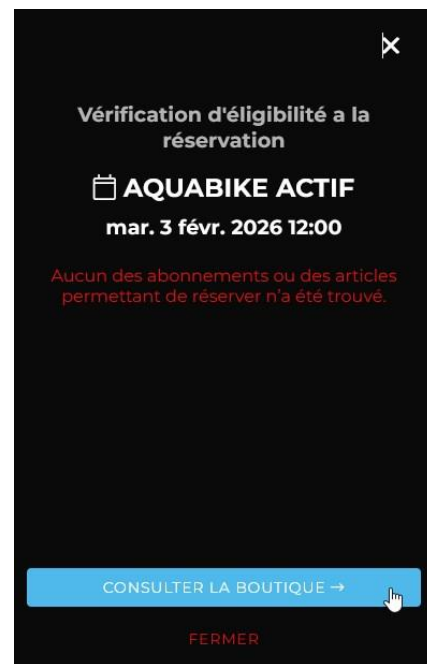 Vérification d'éligibilité a la
réservation
AQUABIKE ACTIF
mar. 3 févr. 2026 12:00
Aucun des abonnements ou des articles
permettant de réserver n'a été trouvé.
CONSULTER LA BOUTIQUE →
FERMER